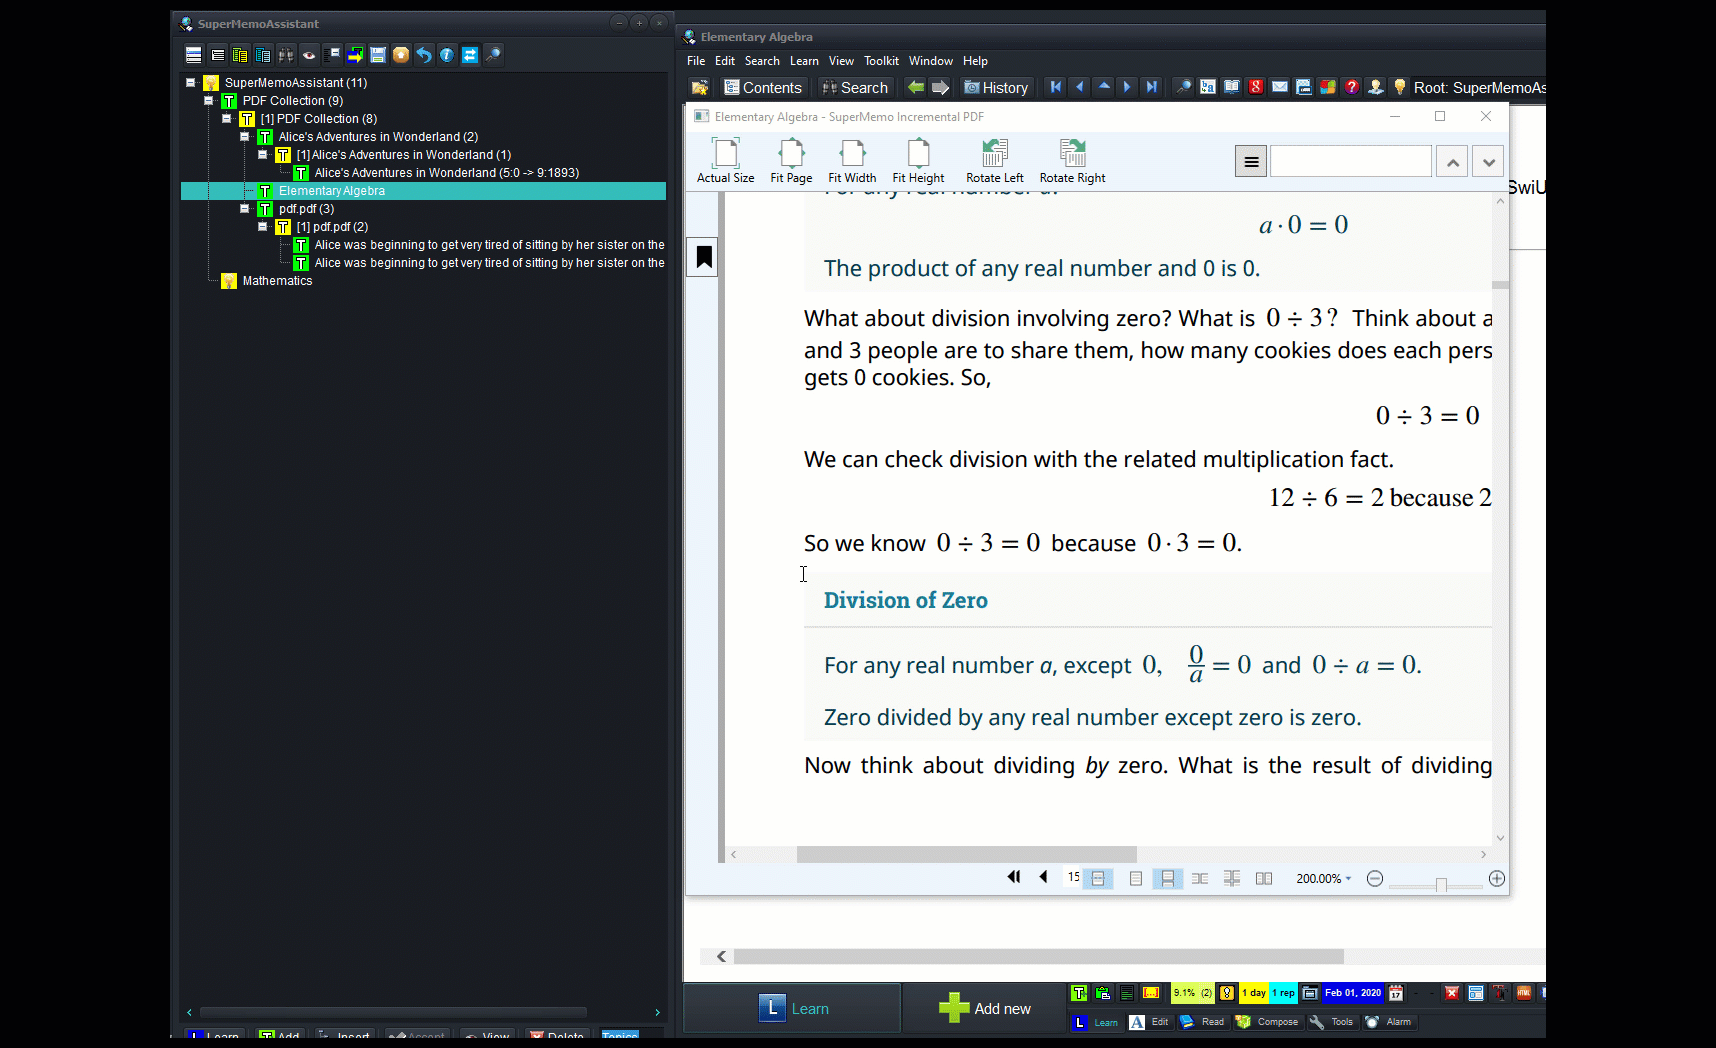 SuperMemoAssistant
SuperMemoAssistant (11)
PDF Collection (9)
[1] PDF Collection (8)
Alice's Adventures in Wonderland (2)
[1] Alice's Adventures in Wonderland (1)
Alice's Adventures in Wonderland (5:0 -> 9:1893)
Elementary Algebra
pdf.pdf (3)
[1] pdf.pdf (2)
Alice was beginning to get very tired of sitting by her sister on the
Alice was beginning to get very tired of sitting by her sister on the
Mathematics
Learn Add Insert Accept View Delete Topics
Elementary Algebra
File Edit Search Learn View Toolkit Window Help
Contents Search History Root: SuperMemoAs
Elementary Algebra - SuperMemo Incremental PDF
Actual Size Fit Page Fit Width Fit Height Rotate Left Rotate Right
SwiU
For any real number a.
a · 0 = 0
The product of any real number and 0 is 0.
What about division involving zero? What is 0 ÷ 3? Think about a
and 3 people are to share them, how many cookies does each pers
gets 0 cookies. So,
0 ÷ 3 = 0
We can check division with the related multiplication fact.
12 ÷ 6 = 2 because 2
So we know 0 ÷ 3 = 0 because 0 · 3 = 0.
Division of Zero
For any real number a, except 0, 0/a = 0 and 0 ÷ a = 0.
Zero divided by any real number except zero is zero.
Now think about dividing by zero. What is the result of dividing
15 200.00%
Learn Add new
9.1% (2) 1 day 1 rep Feb 01, 2020 17
Learn Edit Read Compose Tools Alarm